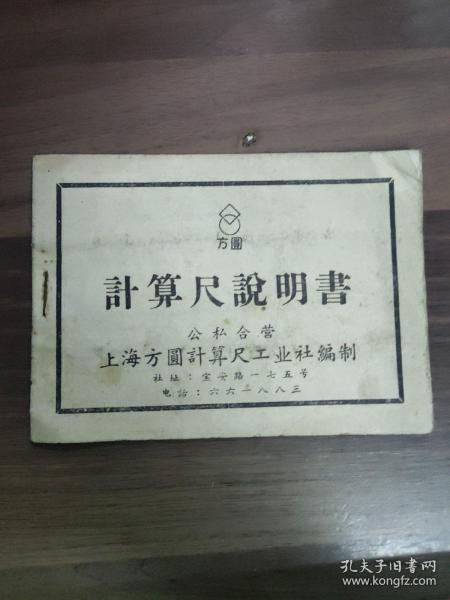 方圓
計算尺說明書
公私合营
上海方圓計算尺工业社編制
社址：宝安路一七五号
电話：六六一八八三
孔夫子旧书网
www.kongfz.com